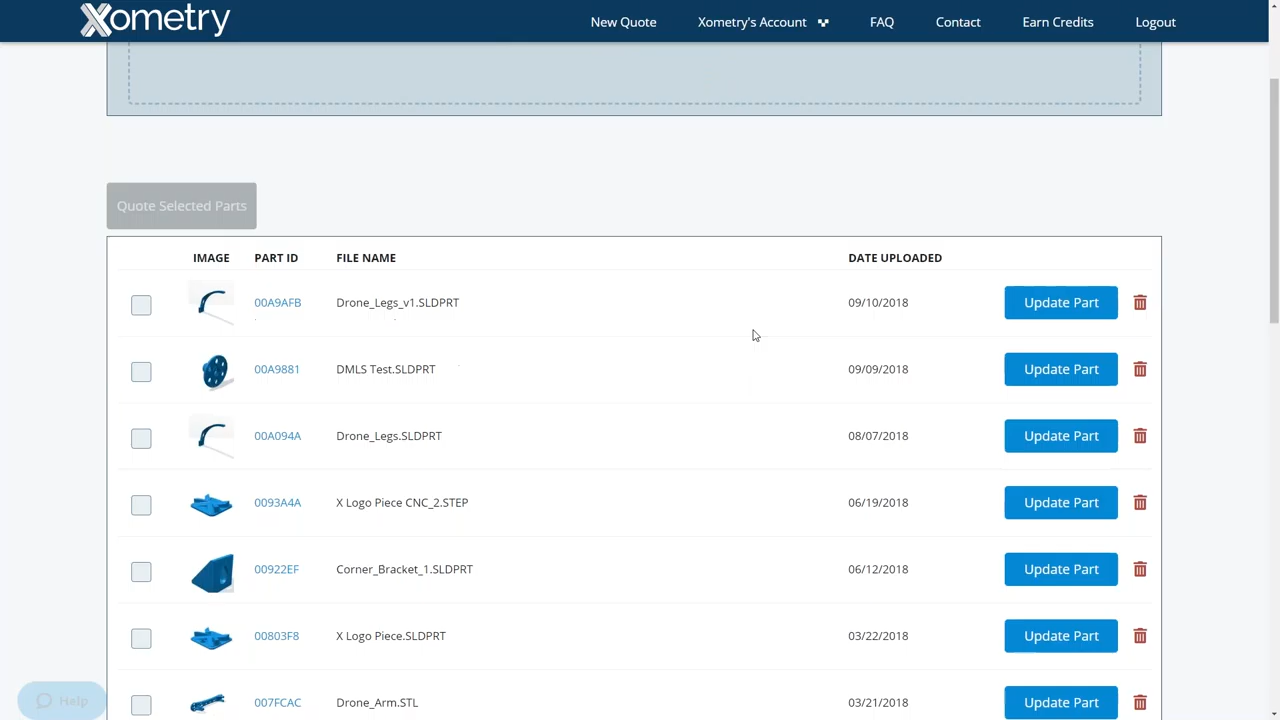 Xometry
New Quote Xometry's Account FAQ Contact Earn Credits Logout
Quote Selected Parts
IMAGE PART ID FILE NAME DATE UPLOADED
00A9AFB Drone_Legs_v1.SLDPRT 09/10/2018 Update Part
00A9881 DMLS Test.SLDPRT 09/09/2018 Update Part
00A094A Drone_Legs.SLDPRT 08/07/2018 Update Part
0093A4A X Logo Piece CNC_2.STEP 06/19/2018 Update Part
00922EF Corner_Bracket_1.SLDPRT 06/12/2018 Update Part
00803F8 X Logo Piece.SLDPRT 03/22/2018 Update Part
007FCAC Drone_Arm.STL 03/21/2018 Update Part
Help